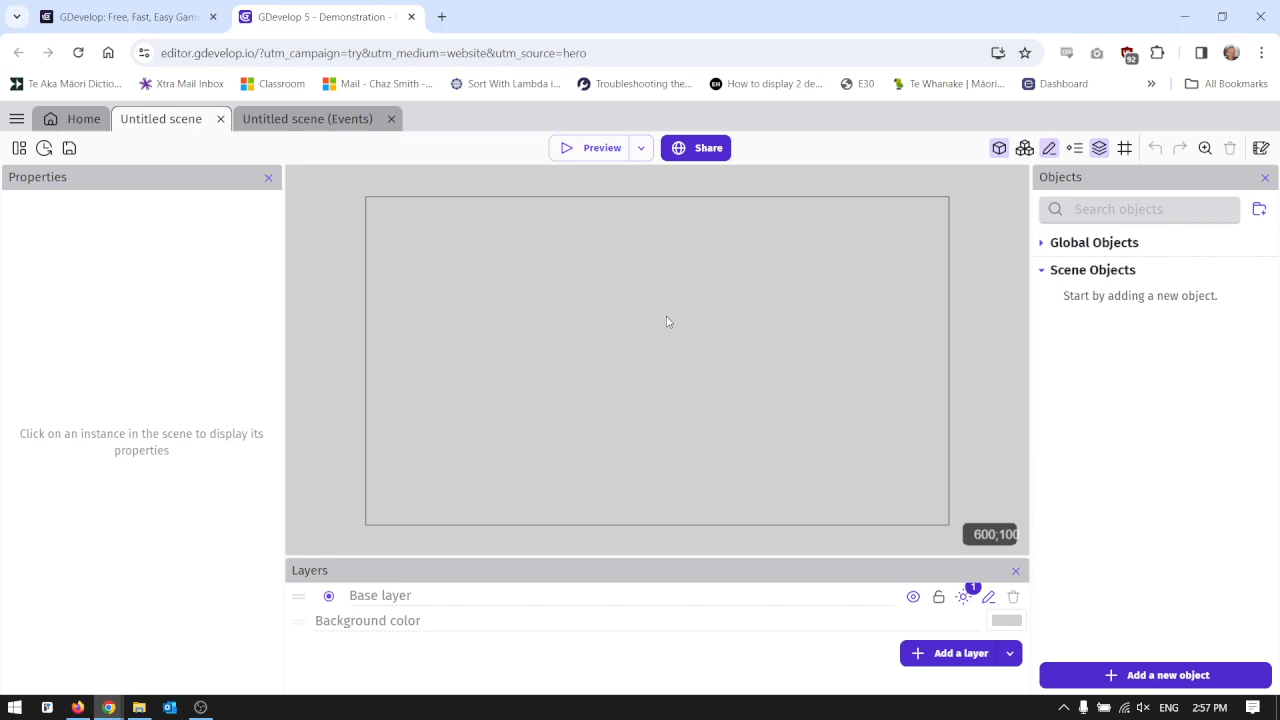 GDevelop: Free, Fast, Easy Gam
GDevelop 5 - Demonstration -
editor.gdevelop.io/?utm_campaign=try&utm_medium=website&utm_source=hero
92
Te Aka Māori Dictio...
Xtra Mail Inbox
Classroom
Mail - Chaz Smith -...
Sort With Lambda i...
Troubleshooting the...
EH
How to display 2 de...
E30
Te Whanake | Māori...
Dashboard
»
All Bookmarks
Home
Untitled scene
Untitled scene (Events)
Preview
Share
Properties
Objects
Search objects
Global Objects
Scene Objects
Start by adding a new object.
Click on an instance in the scene to display its
properties
600;100
Layers
1
Base layer
Background color
Add a layer
Add a new object
ENG
2:57 PM